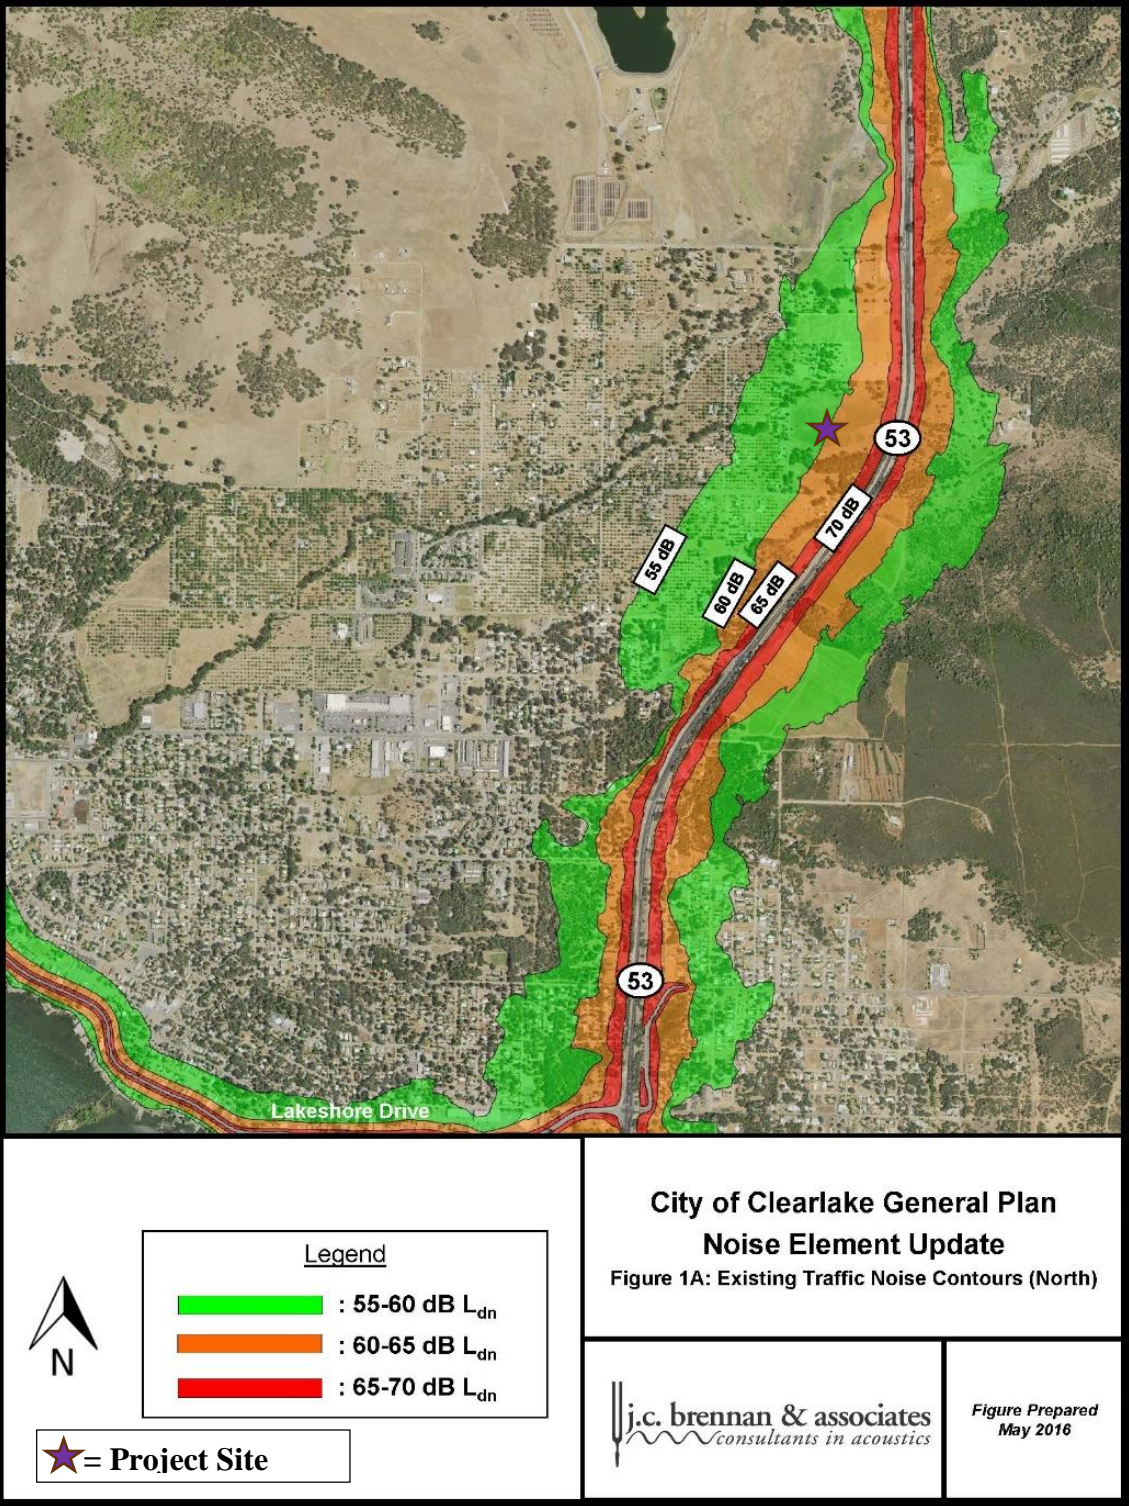 53
70 dB
55 dB
60 dB
65 dB
53
Lakeshore Drive
City of Clearlake General Plan
Noise Element Update
Figure 1A: Existing Traffic Noise Contours (North)
Legend
: 55-60 dB Ldn
: 60-65 dB Ldn
: 65-70 dB Ldn
N
= Project Site
j.c. brennan & associates
consultants in acoustics
Figure Prepared
May 2016